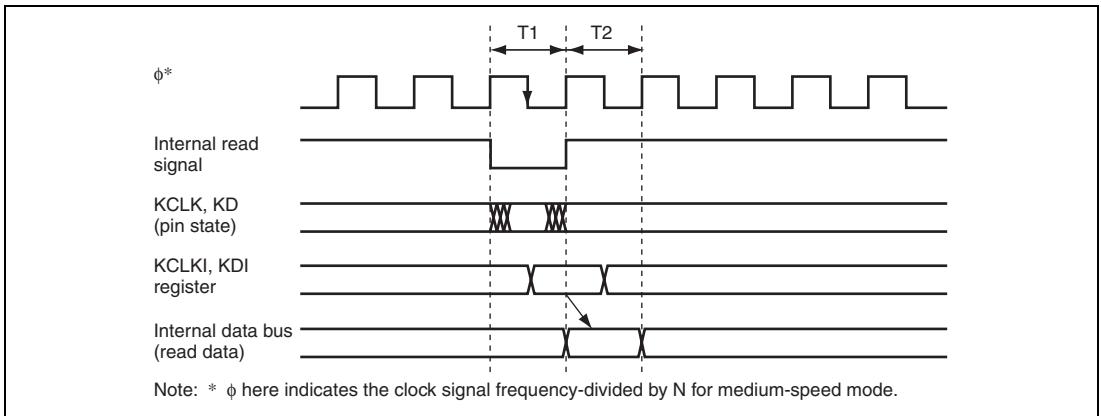 T1 T2
ϕ*
Internal read
signal
KCLK, KD
(pin state)
KCLKI, KDI
register
Internal data bus
(read data)
Note: * ϕ here indicates the clock signal frequency-divided by N for medium-speed mode.